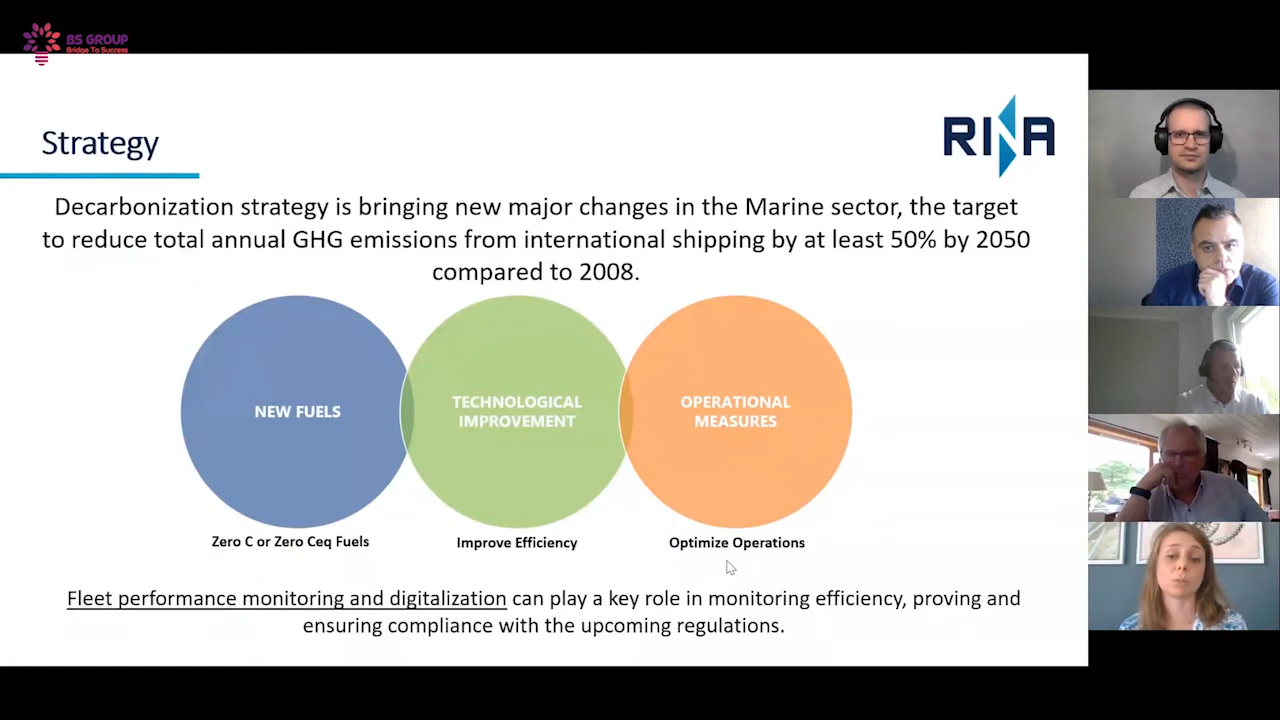 BS GROUP
Bridge To Success
Strategy
RINA
Decarbonization strategy is bringing new major changes in the Marine sector, the target
to reduce total annual GHG emissions from international shipping by at least 50% by 2050
compared to 2008.
NEW FUELS
TECHNOLOGICAL
IMPROVEMENT
OPERATIONAL
MEASURES
Zero C or Zero Ceq Fuels
Improve Efficiency
Optimize Operations
Fleet performance monitoring and digitalization can play a key role in monitoring efficiency, proving and
ensuring compliance with the upcoming regulations.